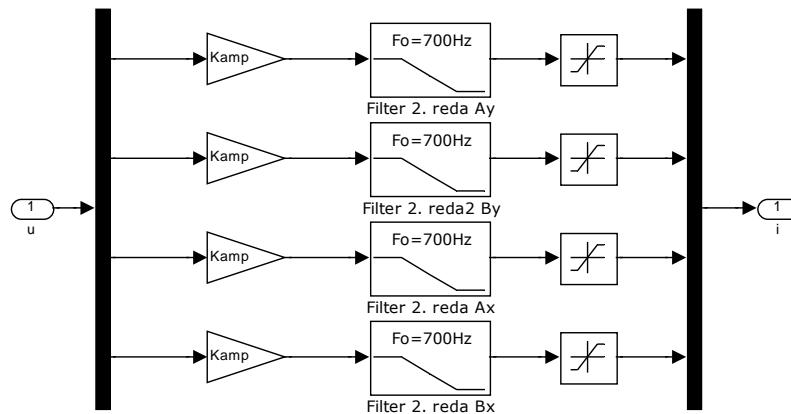 Kamp
Fo=700Hz
Filter 2. reda Ay
Kamp
Fo=700Hz
Filter 2. reda2 By
1
u
1
i
Kamp
Fo=700Hz
Filter 2. reda Ax
Kamp
Fo=700Hz
Filter 2. reda Bx